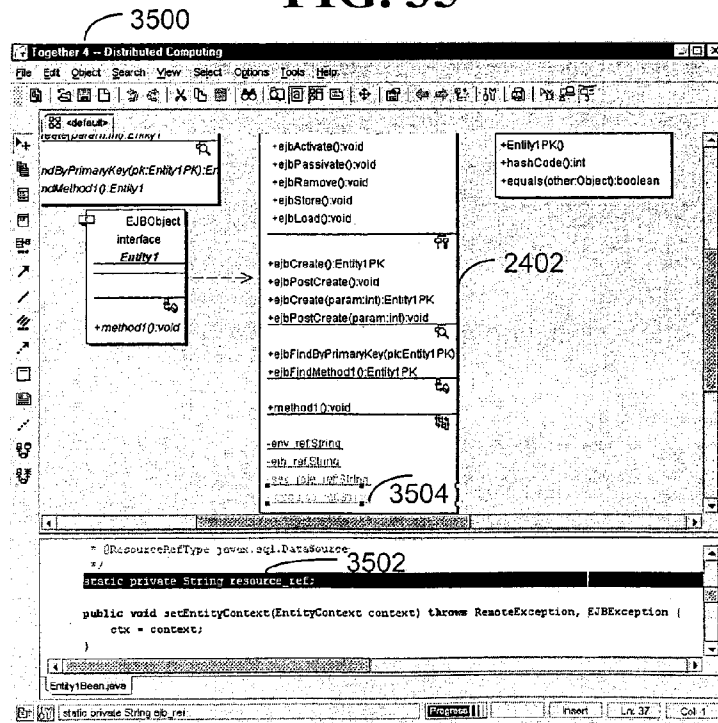 FIG. 35
3500
Together 4 -- Distributed Computing
File Edit Object Search View Select Options Tools Help
<default>
ndByPrimaryKey(pk:Entity1PK):En
ndMethod1():Entity1
EJBObject
interface
Entity1
+method1():void
+ejbActivate():void
+ejbPassivate():void
+ejbRemove():void
+ejbStore():void
+ejbLoad():void
+ejbCreate():Entity1PK
+ejbPostCreate():void
+ejbCreate(param:int):Entity1PK
+ejbPostCreate(param:int):void
+ejbFindByPrimaryKey(pk:Entity1PK)
+ejbFindMethod1():Entity1PK
+method1():void
-env_ref:String
-ejb_ref:String
-sec_role_ref:String
+Entity1PK()
+hashCode():int
+equals(other:Object):boolean
2402
3504
* @ResourceRefType javax.sql.DataSource
*/
3502
static private String resource_ref;
public void setEntityContext(EntityContext context) throws RemoteException, EJBException {
ctx = context;
}
Entity1Bean.java
static private String ejb_ref;
Progress
Insert
Ln: 37
Col: 1